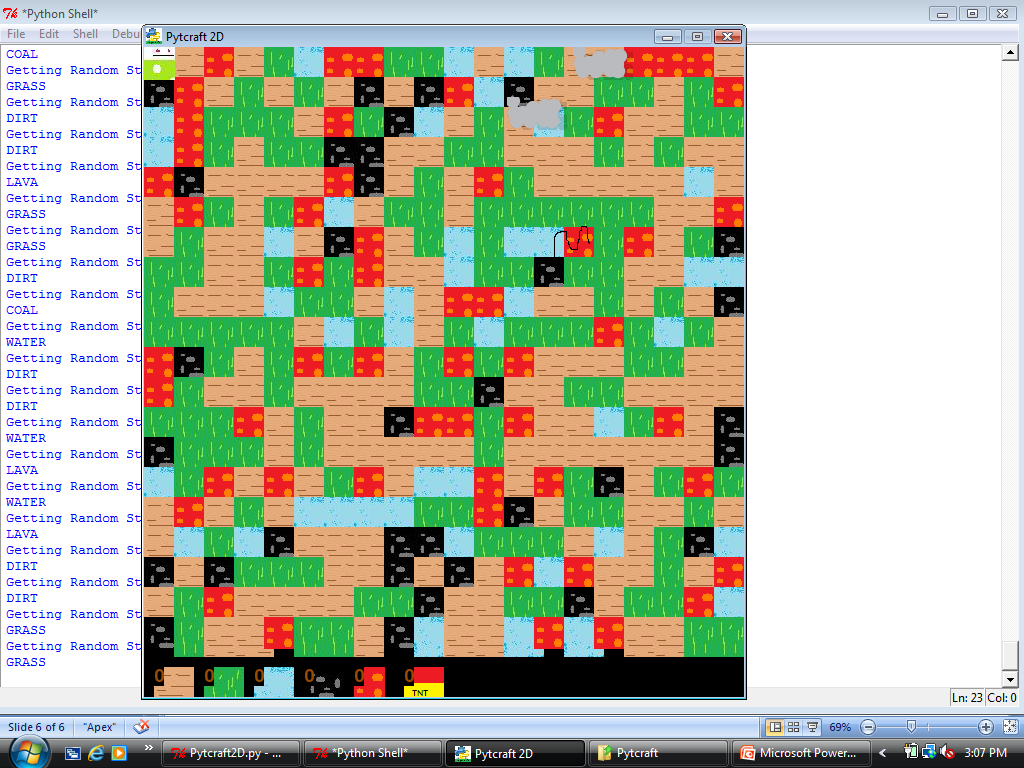 *Python Shell*
File Edit Shell Debu
Pytcraft 2D
COAL
Getting Random St
GRASS
Getting Random St
DIRT
Getting Random St
DIRT
Getting Random St
LAVA
Getting Random St
GRASS
Getting Random St
GRASS
Getting Random St
DIRT
Getting Random St
COAL
Getting Random St
WATER
Getting Random St
DIRT
Getting Random St
DIRT
Getting Random St
WATER
Getting Random St
LAVA
Getting Random St
WATER
Getting Random St
LAVA
Getting Random St
DIRT
Getting Random St
DIRT
Getting Random St
GRASS
Getting Random St
GRASS
0 0 0 0 0 0
TNT
Ln: 23 Col: 0
Slide 6 of 6 "Apex" 69%
Pytcraft2D.py - ... *Python Shell* Pytcraft 2D Pytcraft Microsoft Power... 3:07 PM